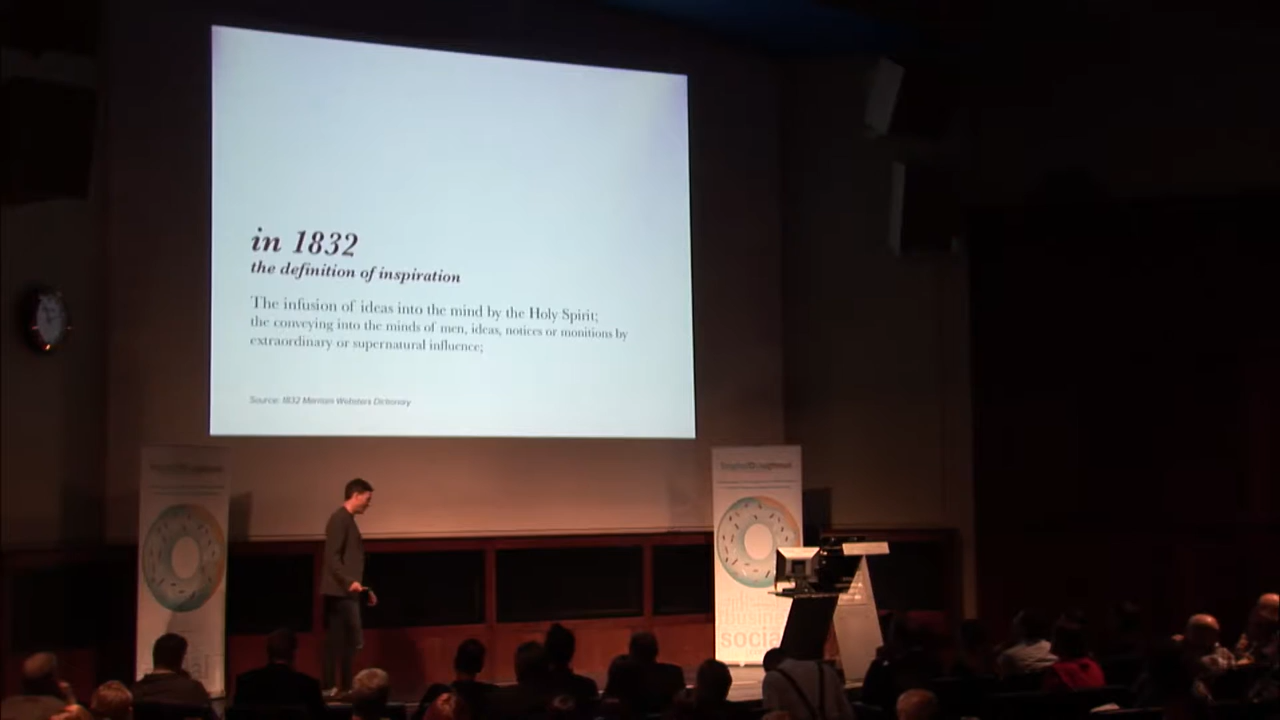 in 1832
the definition of inspiration
The infusion of ideas into the mind by the Holy Spirit;
the conveying into the minds of men, ideas, notices or monitions by
extraordinary or supernatural influence;
Source: 1832 Merriam Websters Dictionary
busine
social